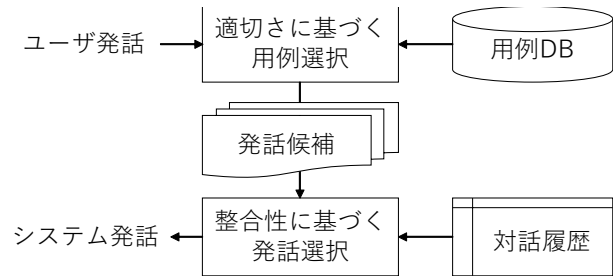 ユーザ発話
適切さに基づく
用例選択
用例DB
発話候補
システム発話
整合性に基づく
発話選択
対話履歴